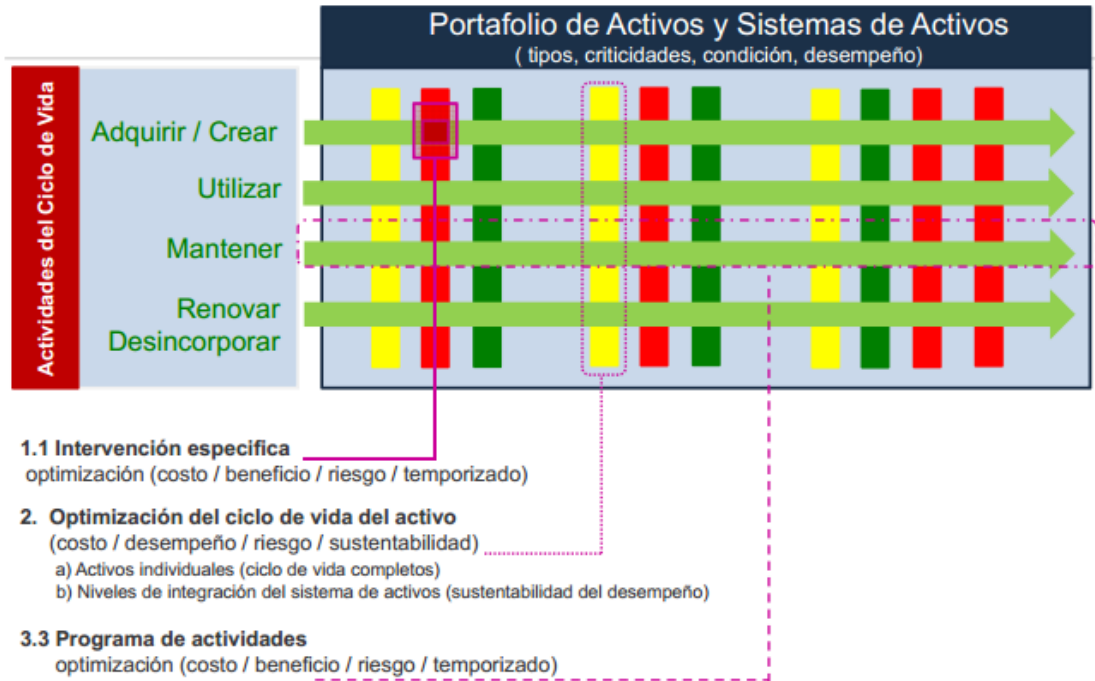 Portafolio de Activos y Sistemas de Activos
( tipos, criticidades, condición, desempeño)
Actividades del Ciclo de Vida
Adquirir / Crear
Utilizar
Mantener
Renovar
Desincorporar
1.1 Intervención especifica
optimización (costo / beneficio / riesgo / temporizado)
2. Optimización del ciclo de vida del activo
(costo / desempeño / riesgo / sustentabilidad)
a) Activos individuales (ciclo de vida completos)
b) Niveles de integración del sistema de activos (sustentabilidad del desempeño)
3.3 Programa de actividades
optimización (costo / beneficio / riesgo / temporizado)